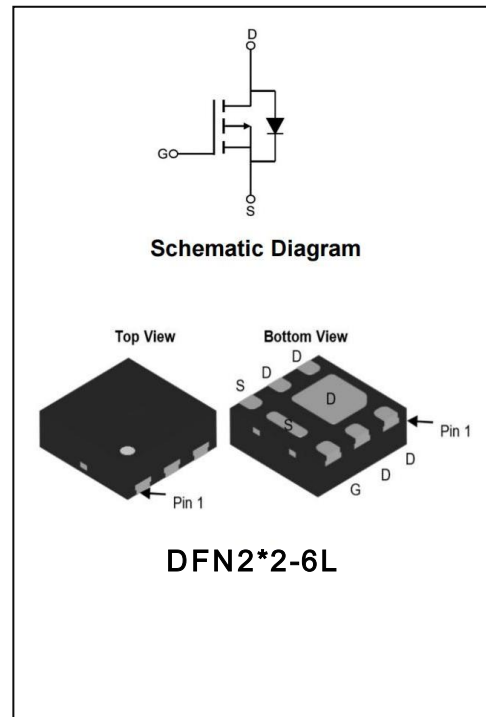 D
G
S
Schematic Diagram
Top View
Bottom View
D
D
S
D
S
Pin 1
D
D
G
Pin 1
DFN2*2-6L